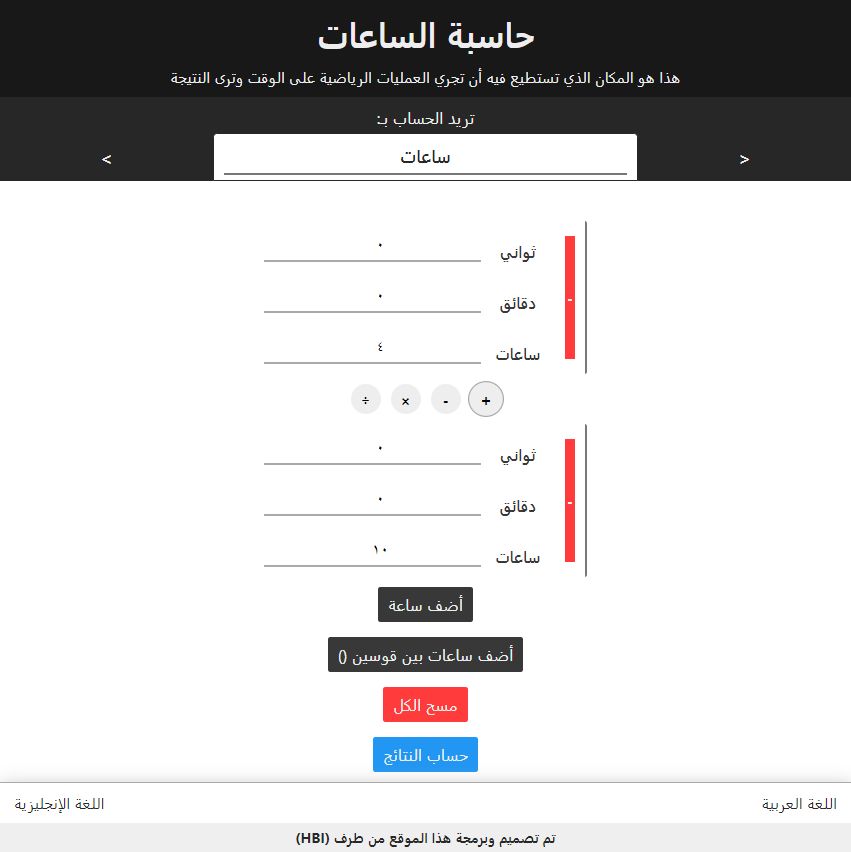 حاسبة الساعات
هذا هو المكان الذي تستطيع فيه أن تجري العمليات الرياضية على الوقت وترى النتيجة
تريد الحساب بـ:
< ساعات >
ثواني ٠
دقائق ٠
ساعات ٤
-
+ - × ÷
ثواني ٠
دقائق ٠
ساعات ١٠
-
أضف ساعة
أضف ساعات بين قوسين ()
مسح الكل
حساب النتائج
اللغة العربية اللغة الإنجليزية
تم تصميم وبرمجة هذا الموقع من طرف (HBI)